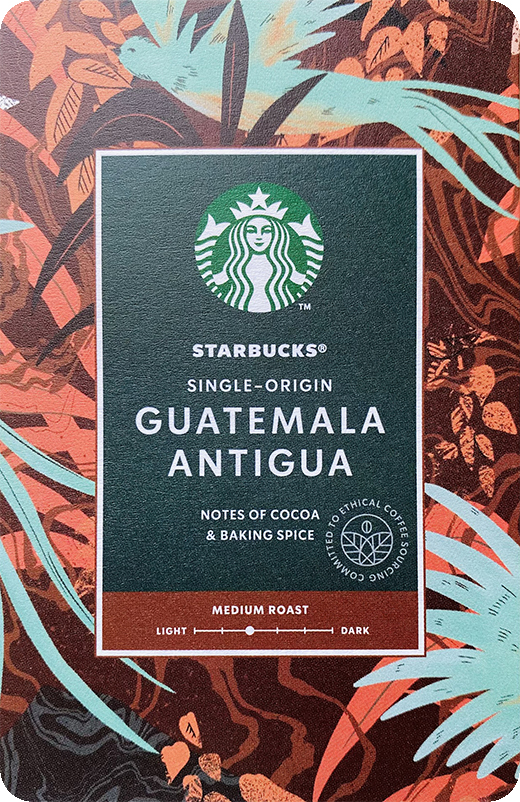 TM
STARBUCKS®
SINGLE-ORIGIN
GUATEMALA
ANTIGUA
NOTES OF COCOA
& BAKING SPICE
COMMITTED TO ETHICAL COFFEE SOURCING
MEDIUM ROAST
LIGHT DARK